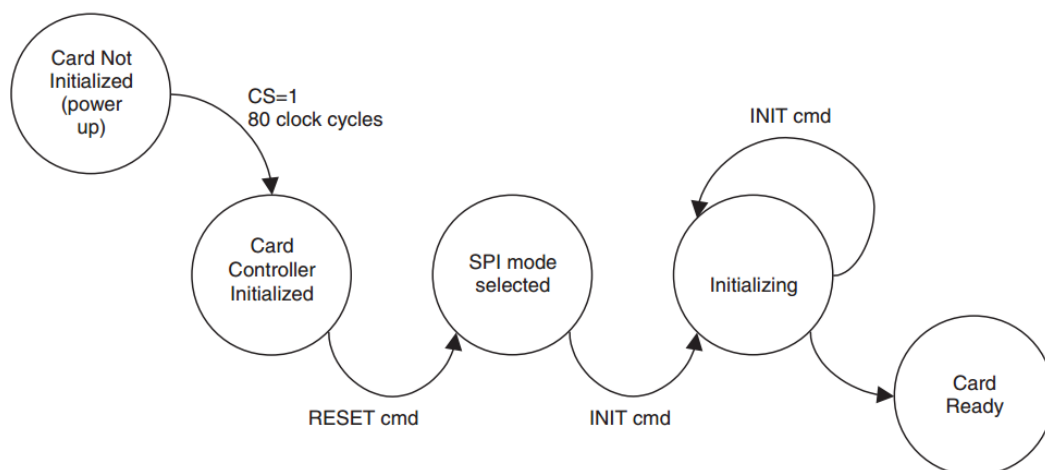 Card Not
Initialized
(power
up)
CS=1
80 clock cycles
INIT cmd
Card
Controller
Initialized
SPI mode
selected
Initializing
RESET cmd
INIT cmd
Card
Ready